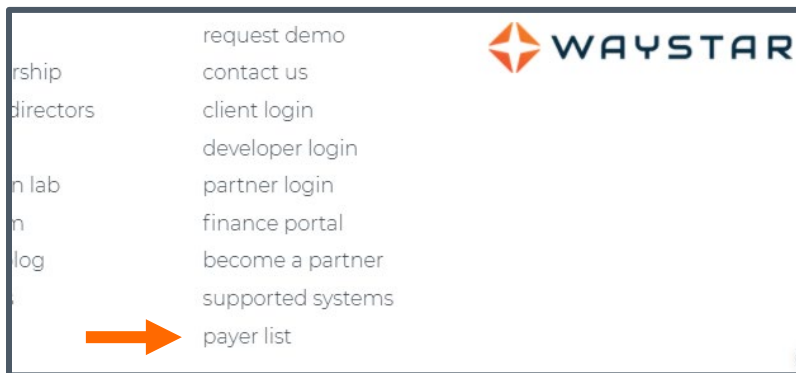 request demo
WAYSTAR
rship
contact us
directors
client login
developer login
n lab
partner login
finance portal
log
become a partner
supported systems
payer list